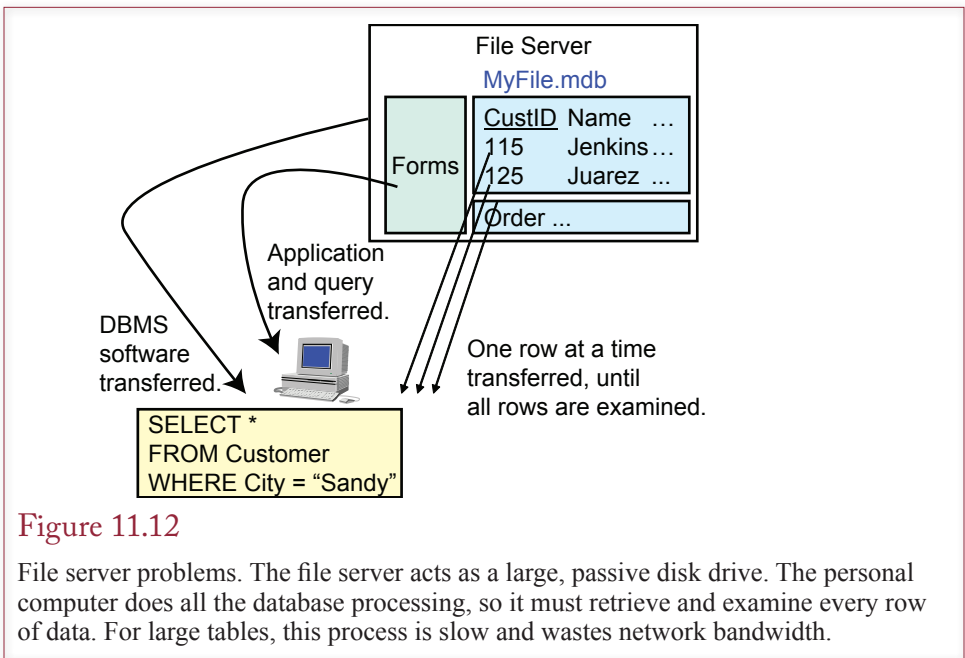 File Server
MyFile.mdb
Forms
CustID Name ...
115 Jenkins...
125 Juarez ...
Order ...
Application
and query
transferred.
DBMS
software
transferred.
One row at a time
transferred, until
all rows are examined.
SELECT *
FROM Customer
WHERE City = “Sandy”
Figure 11.12
File server problems. The file server acts as a large, passive disk drive. The personal
computer does all the database processing, so it must retrieve and examine every row
of data. For large tables, this process is slow and wastes network bandwidth.